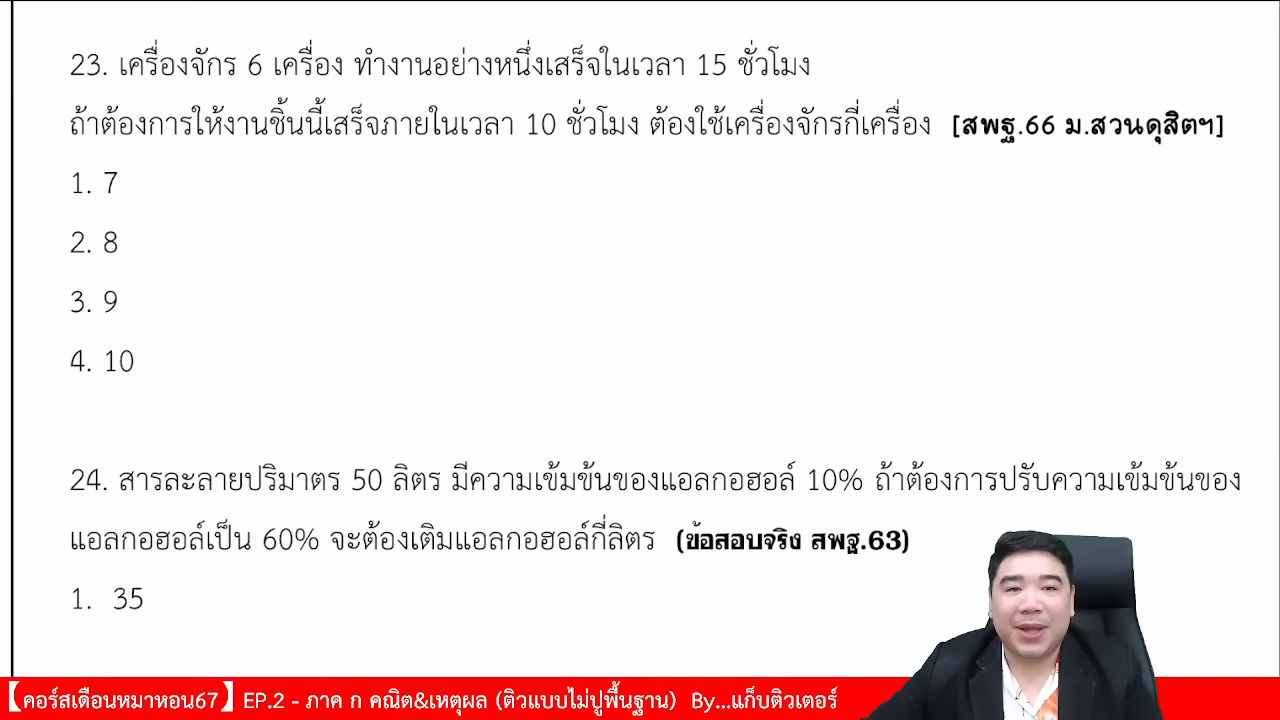 23. เครื่องจักร 6 เครื่อง ทำงานอย่างหนึ่งเสร็จในเวลา 15 ชั่วโมง
ถ้าต้องการให้งานชิ้นนี้เสร็จภายในเวลา 10 ชั่วโมง ต้องใช้เครื่องจักรกี่เครื่อง [สพฐ.66 ม.สวนดุสิตฯ]
1. 7
2. 8
3. 9
4. 10
24. สารละลายปริมาตร 50 ลิตร มีความเข้มข้นของแอลกอฮอล์ 10% ถ้าต้องการปรับความเข้มข้นของ
แอลกอฮอล์เป็น 60% จะต้องเติมแอลกอฮอล์กี่ลิตร (ข้อสอบจริง สพฐ.63)
1. 35
【คอร์สเดือนหมาหอน67】 EP.2 - ภาค ก คณิต&เหตุผล (ติวแบบไม่ปูพื้นฐาน) By...แก็บติวเตอร์